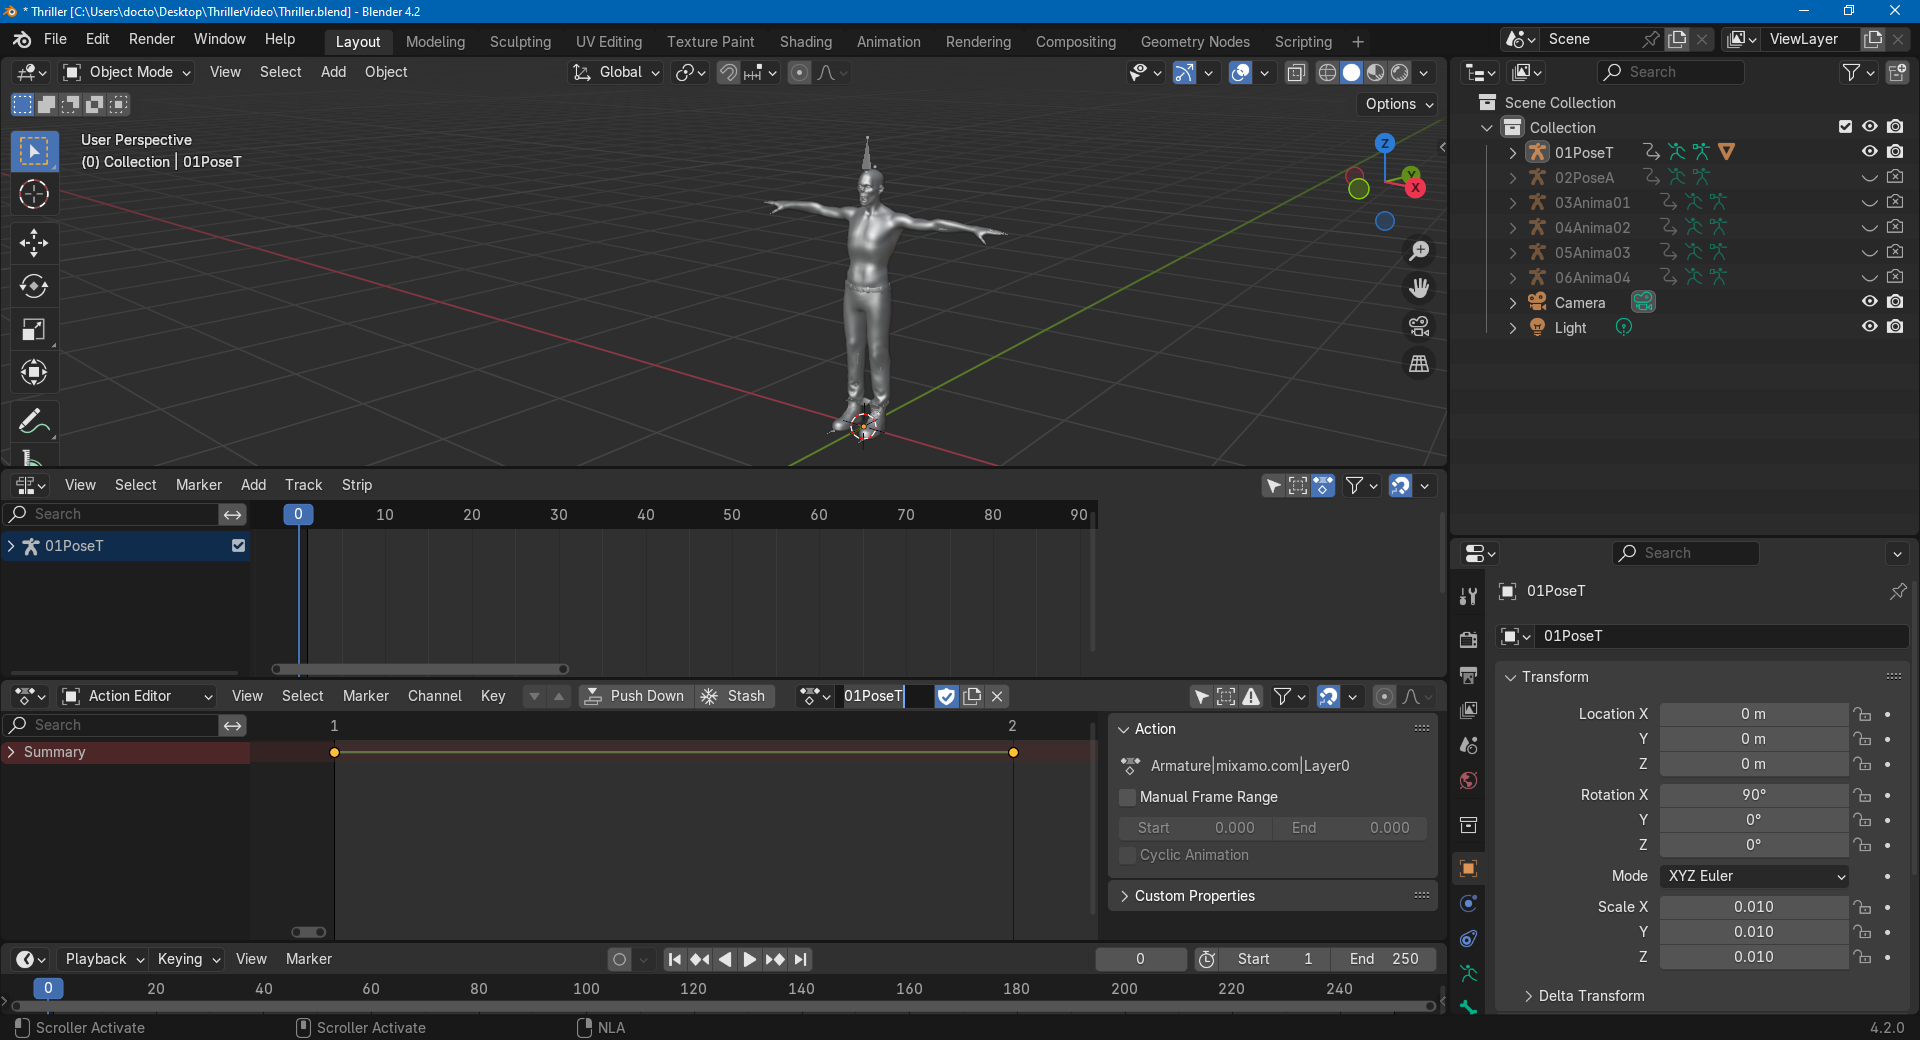 * Thriller [C:\Users\docto\Desktop\ThrillerVideo\Thriller.blend] - Blender 4.2
File Edit Render Window Help Layout Modeling Sculpting UV Editing Texture Paint Shading Animation Rendering Compositing Geometry Nodes Scripting + Scene ViewLayer
Object Mode View Select Add Object Global Search
Options
User Perspective
(0) Collection | 01PoseT
Z
Y
X
Scene Collection
Collection
01PoseT
02PoseA
03Anima01
04Anima02
05Anima03
06Anima04
Camera
Light
View Select Marker Add Track Strip
Search 0 10 20 30 40 50 60 70 80 90
01PoseT
Action Editor View Select Marker Channel Key Push Down Stash 01PoseT
Search 1 2
Summary
Action
Armature|mixamo.com|Layer0
Manual Frame Range
Start 0.000 End 0.000
Cyclic Animation
Custom Properties
Playback Keying View Marker 0 Start 1 End 250
0 20 40 60 80 100 120 140 160 180 200 220 240
Search
01PoseT
01PoseT
Transform
Location X 0 m
Y 0 m
Z 0 m
Rotation X 90°
Y 0°
Z 0°
Mode XYZ Euler
Scale X 0.010
Y 0.010
Z 0.010
Delta Transform
Scroller Activate Scroller Activate NLA 4.2.0